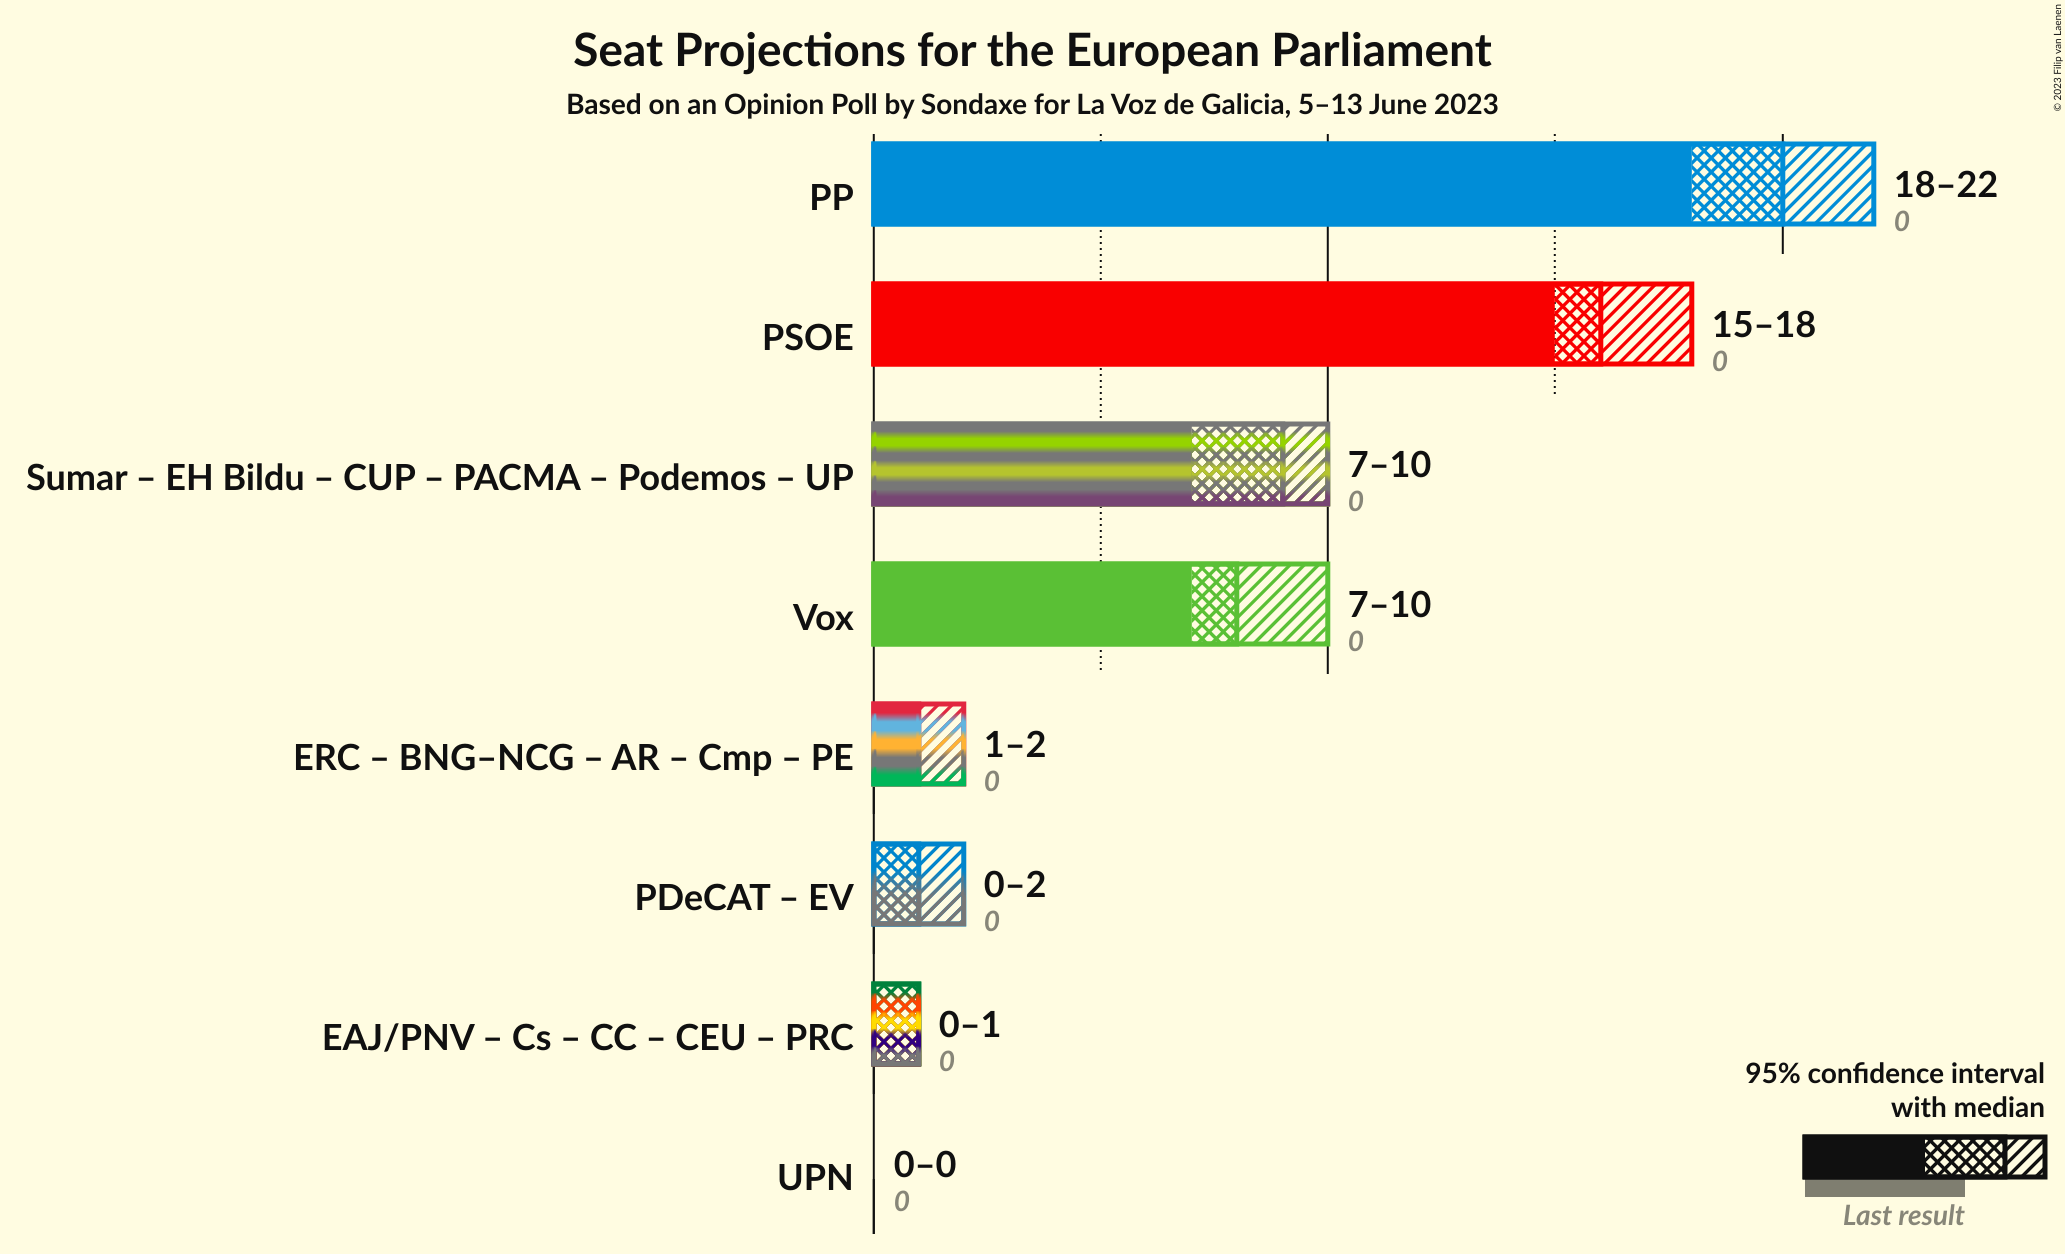 Seat Projections for the European Parliament
Based on an Opinion Poll by Sondaxe for La Voz de Galicia, 5–13 June 2023
© 2023 Filip van Laenen
PP
18–22
0
PSOE
15–18
0
Sumar – EH Bildu – CUP – PACMA – Podemos – UP
7–10
0
Vox
7–10
0
ERC – BNG–NCG – AR – Cmp – PE
1–2
0
PDeCAT – EV
0–2
0
EAJ/PNV – Cs – CC – CEU – PRC
0–1
0
UPN
0–0
0
95% confidence interval
with median
Last result